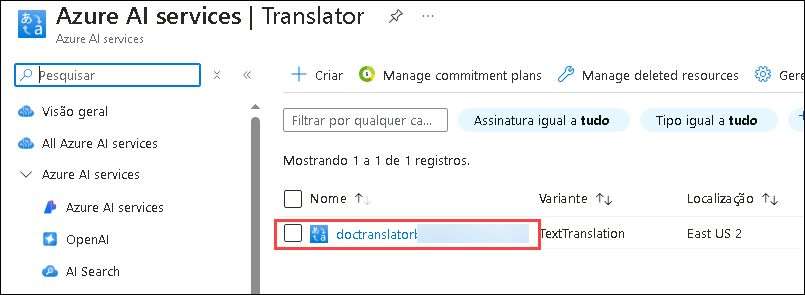 Azure AI services | Translator
Azure AI services
Pesquisar
Criar Manage commitment plans Manage deleted resources Gere
Visão geral
All Azure AI services
Azure AI services
Azure AI services
OpenAI
AI Search
Filtrar por qualquer ca... Assinatura igual a tudo Tipo igual a tudo
Mostrando 1 a 1 de 1 registros.
Nome Variante Localização
doctranslator TextTranslation East US 2